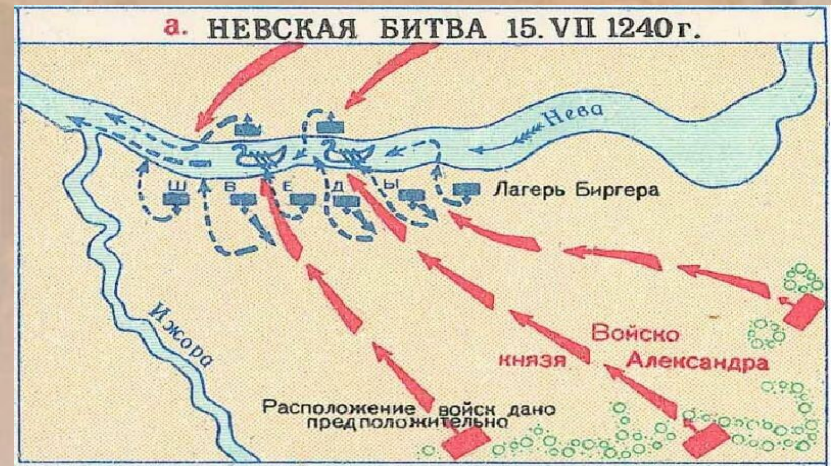 а. НЕВСКАЯ БИТВА 15. VII 1240 г.
Нева
Ш В Е Д Ы
Лагерь Биргера
Ижора
Войско
князя Александра
Расположение войск дано
предположительно